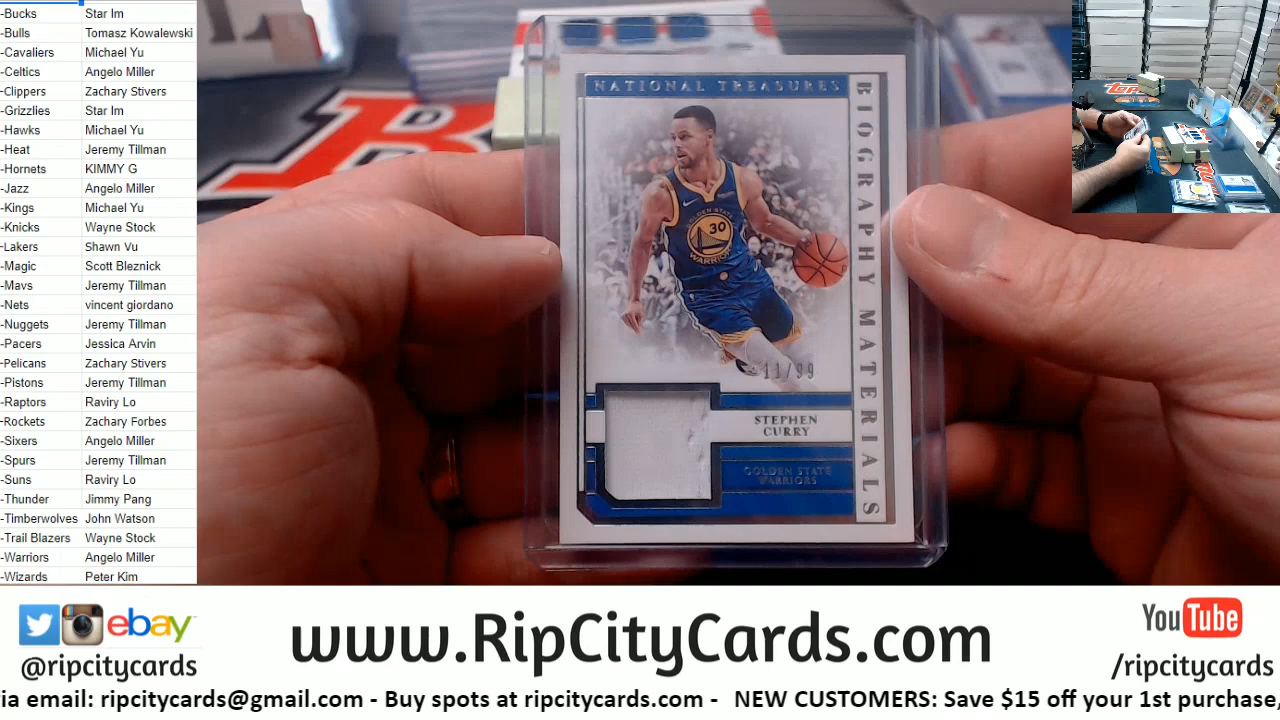 -Bucks Star Im
-Bulls Tomasz Kowalewski
-Cavaliers Michael Yu
-Celtics Angelo Miller
-Clippers Zachary Stivers
-Grizzlies Star Im
-Hawks Michael Yu
-Heat Jeremy Tillman
-Hornets KIMMY G
-Jazz Angelo Miller
-Kings Michael Yu
-Knicks Wayne Stock
-Lakers Shawn Vu
-Magic Scott Bleznick
-Mavs Jeremy Tillman
-Nets vincent giordano
-Nuggets Jeremy Tillman
-Pacers Jessica Arvin
-Pelicans Zachary Stivers
-Pistons Jeremy Tillman
-Raptors Raviry Lo
-Rockets Zachary Forbes
-Sixers Angelo Miller
-Spurs Jeremy Tillman
-Suns Raviry Lo
-Thunder Jimmy Pang
-Timberwolves John Watson
-Trail Blazers Wayne Stock
-Warriors Angelo Miller
-Wizards Peter Kim
NATIONAL TREASURES
BIOGRAPHY MATERIALS
GOLDEN STATE
30
WARRIORS
11/99
STEPHEN
CURRY
GOLDEN STATE
WARRIORS
Topps
ebay
@ripcitycards
www.RipCityCards.com
YouTube
/ripcitycards
ia email: ripcitycards@gmail.com - Buy spots at ripcitycards.com - NEW CUSTOMERS: Save $15 off your 1st purchase,